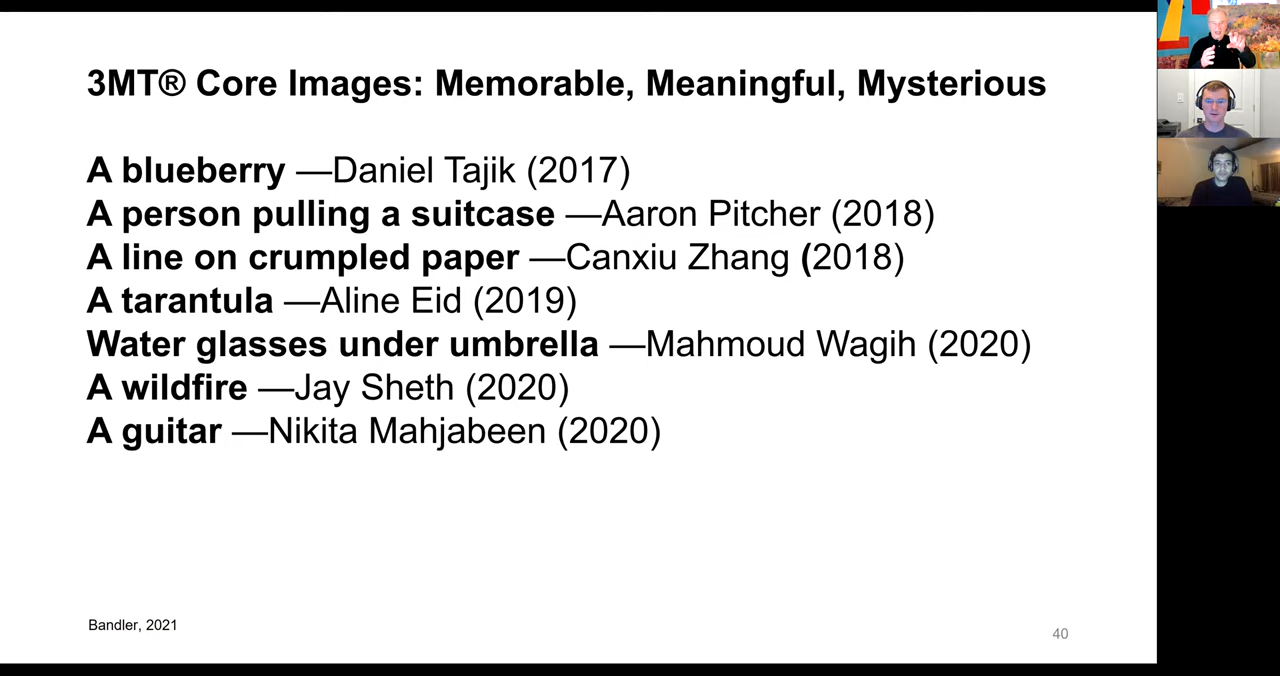 3MT® Core Images: Memorable, Meaningful, Mysterious
A blueberry —Daniel Tajik (2017)
A person pulling a suitcase —Aaron Pitcher (2018)
A line on crumpled paper —Canxiu Zhang (2018)
A tarantula —Aline Eid (2019)
Water glasses under umbrella —Mahmoud Wagih (2020)
A wildfire —Jay Sheth (2020)
A guitar —Nikita Mahjabeen (2020)
Bandler, 2021
40